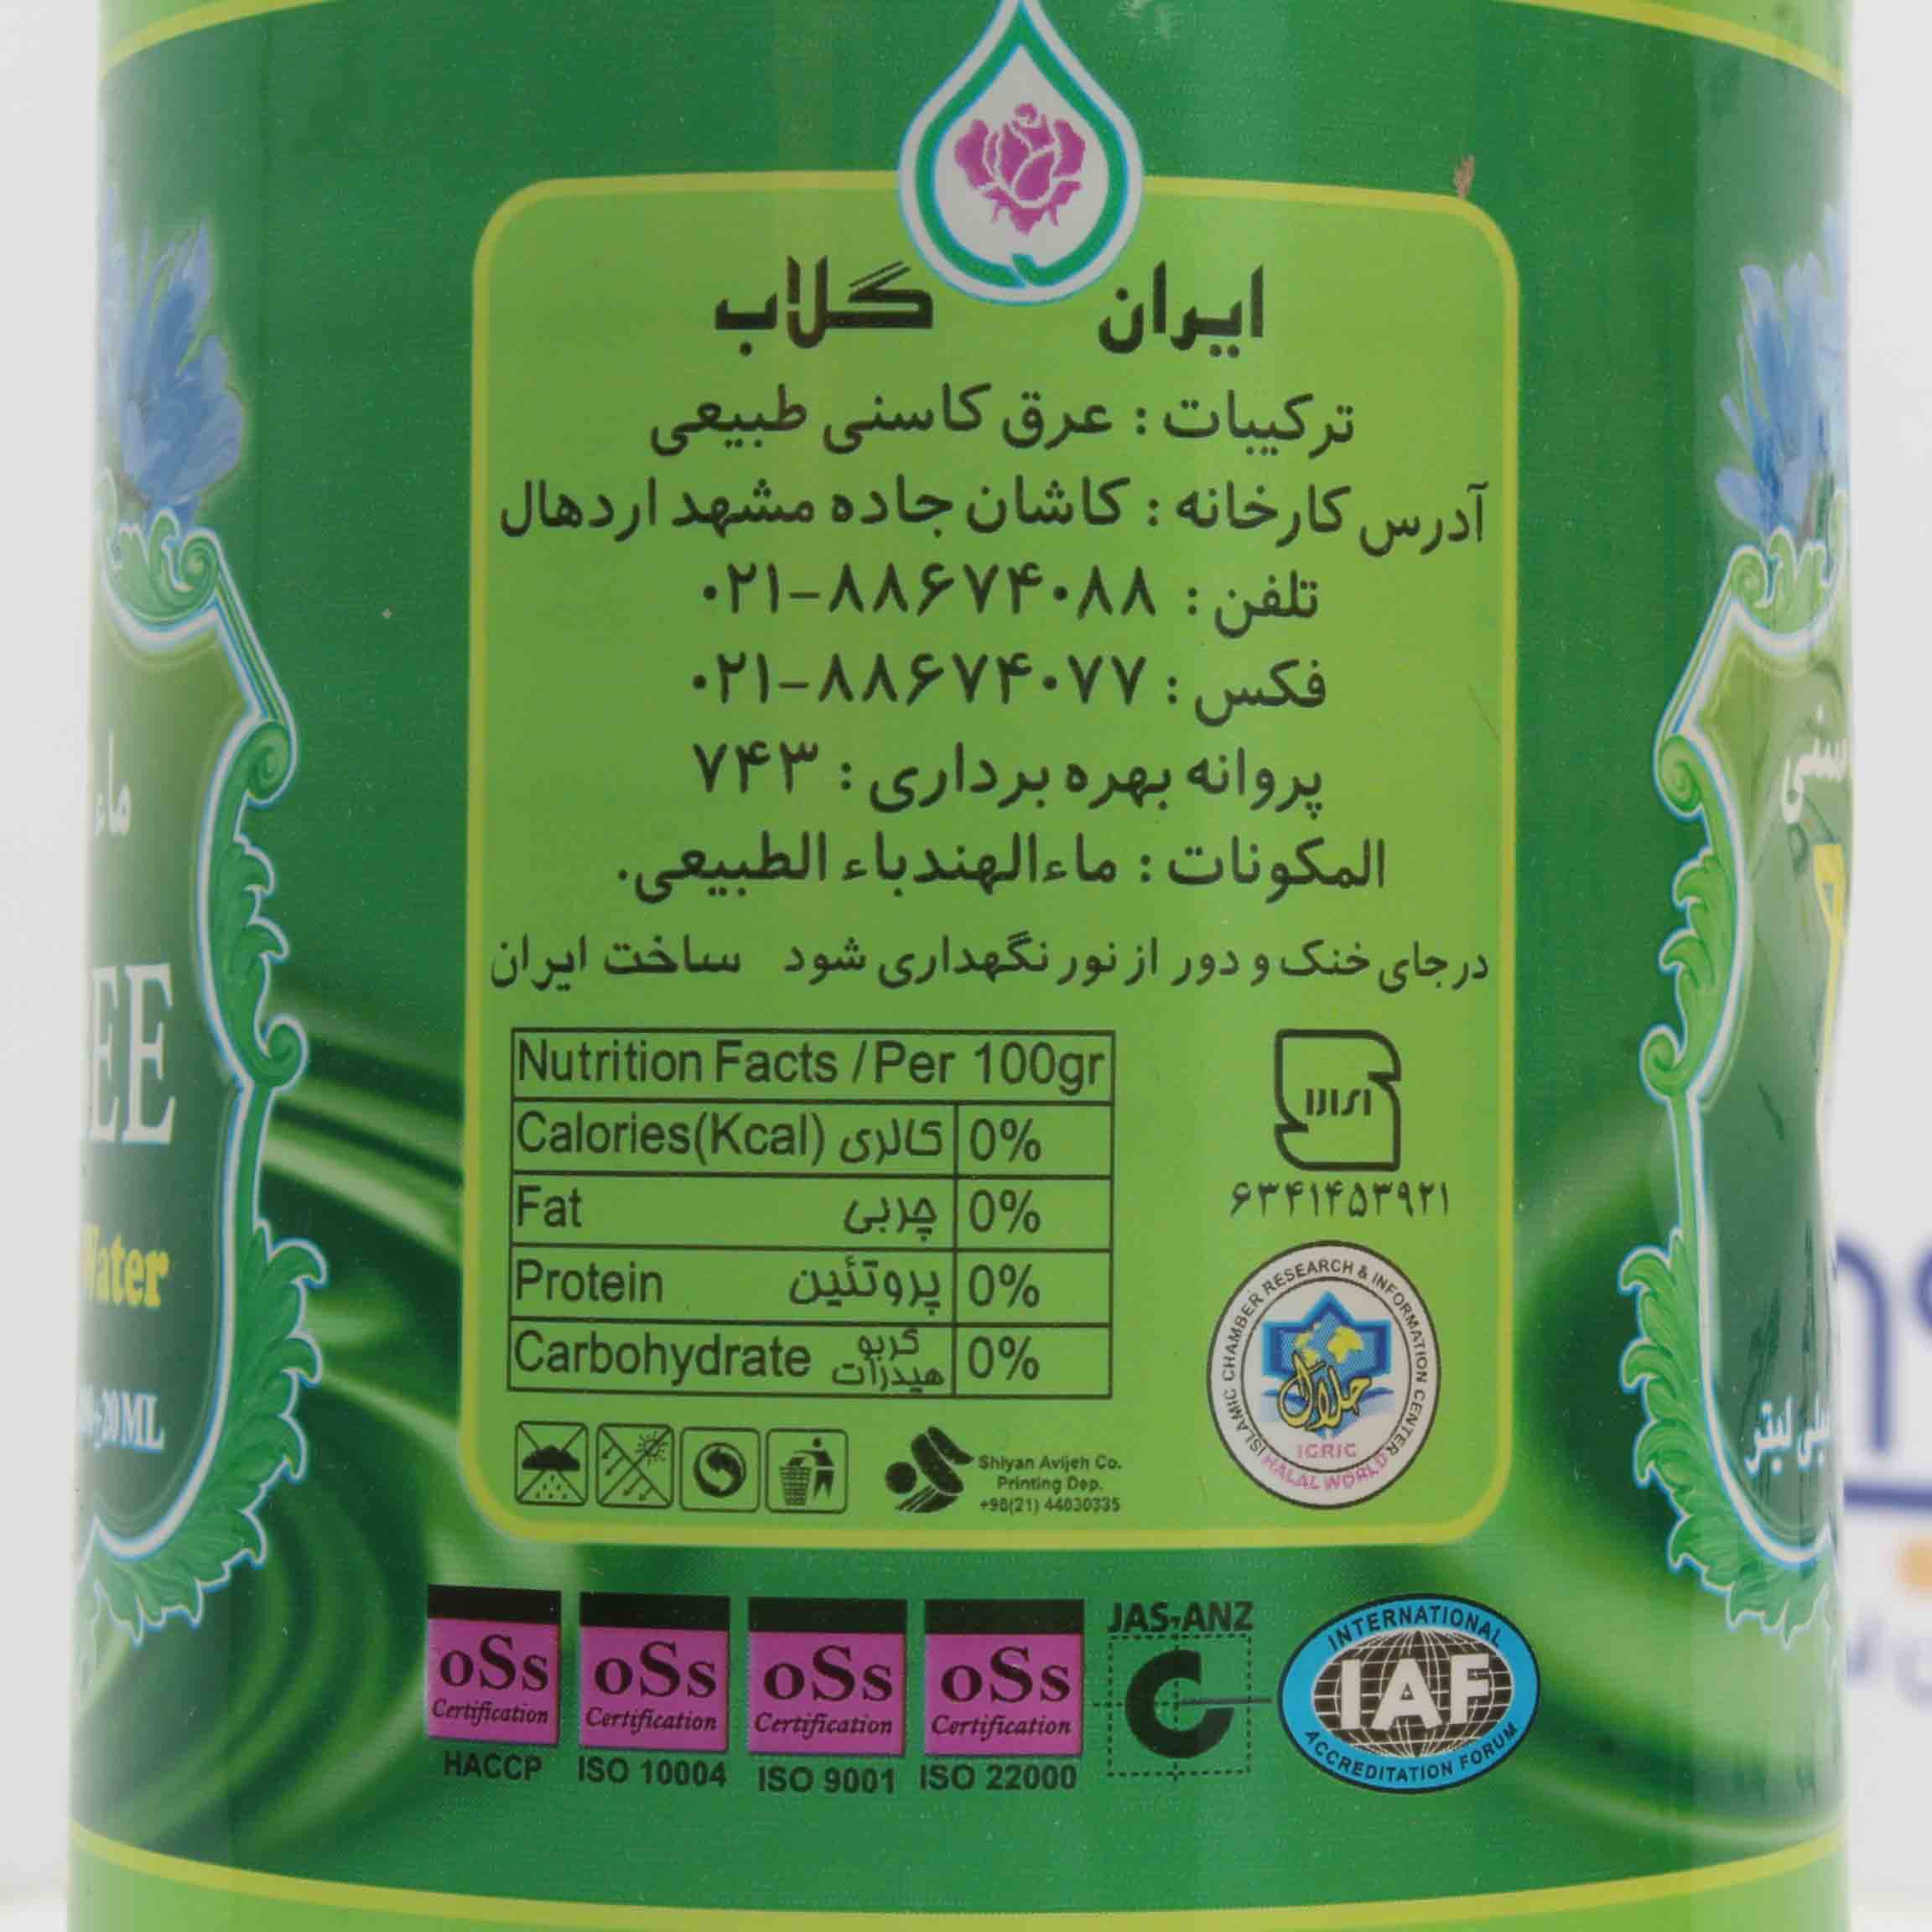 ایران گلاب
ترکیبات : عرق کاسنی طبیعی
آدرس کارخانه : کاشان جاده مشهد اردهال
تلفن : ۰۲۱-۸۸۶۷۴۰۸۸
فکس : ۰۲۱-۸۸۶۷۴۰۷۷
پروانه بهره برداری : ۷۴۳
المکونات : ماءالهندباء الطبیعی.
درجای خنک و دور از نور نگهداری شود ساخت ایران
Nutrition Facts / Per 100gr
Calories(Kcal) کالری 0%
Fat چربی 0%
Protein پروتئین 0%
Carbohydrate کربو هیدرات 0%
۶۳۴۱۴۵۳۹۲۱
ISLAMIC CHAMBER RESEARCH & INFORMATION CENTER
حلال
ICRIC
HALAL WORLD
Shiyan Avijeh Co.
Printing Dep.
+98(21) 44030335
oSs Certification HACCP
oSs Certification ISO 10004
oSs Certification ISO 9001
oSs Certification ISO 22000
JAS-ANZ
INTERNATIONAL
IAF
ACCREDITATION FORUM
ماء
Water
ML
لیتر